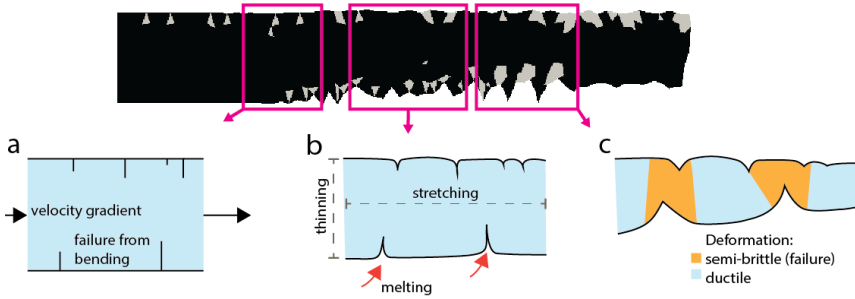 a
velocity gradient
failure from
bending
b
thinning
stretching
melting
c
Deformation:
semi-brittle (failure)
ductile